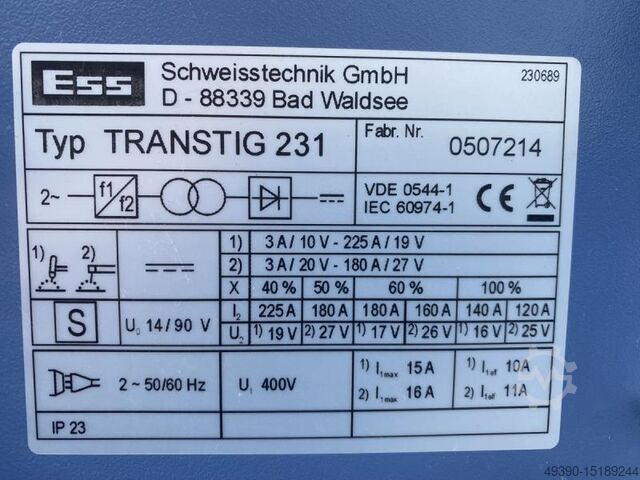 Ess Schweisstechnik GmbH 230689
D - 88339 Bad Waldsee
Typ TRANSTIG 231 Fabr. Nr. 0507214
2~ f1 f2 VDE 0544-1
IEC 60974-1 CE
1) 2) 1) 3 A / 10 V - 225 A / 19 V
2) 3 A / 20 V - 180 A / 27 V
X 40 % 50 % 60 % 100 %
S U0 14/90 V I2 225 A 180 A 180 A 160 A 140 A 120 A
U2 1) 19 V 2) 27 V 1) 17 V 2) 26 V 1) 16 V 2) 25 V
2 ~ 50/60 Hz U1 400V 1) I1max 15 A 1) I1eff 10A
2) I1max 16 A 2) I1eff 11A
IP 23
49390-15189244